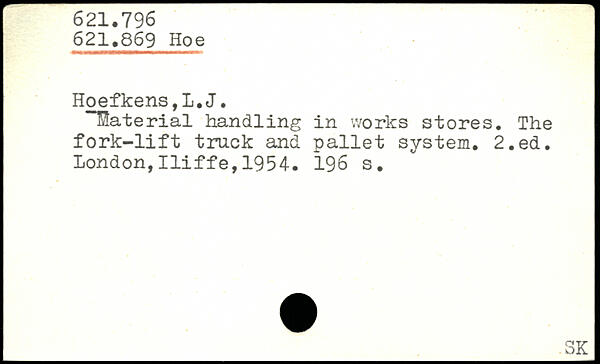 621.796
621.869 Hoe
Hoefkens,L.J.
Material handling in works stores. The
fork-lift truck and pallet system. 2.ed.
London,Iliffe,1954. 196 s.
SK